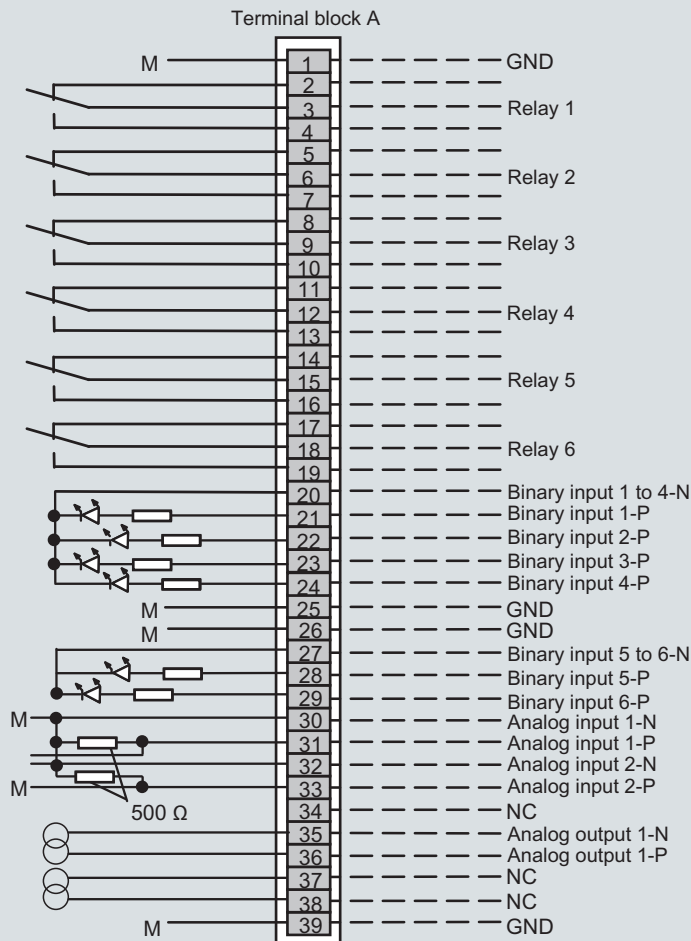 Terminal block A
M 1 GND
2
3 Relay 1
4
5
6 Relay 2
7
8
9 Relay 3
10
11
12 Relay 4
13
14
15 Relay 5
16
17
18 Relay 6
19
20 Binary input 1 to 4-N
21 Binary input 1-P
22 Binary input 2-P
23 Binary input 3-P
24 Binary input 4-P
M 25 GND
M 26 GND
27 Binary input 5 to 6-N
28 Binary input 5-P
29 Binary input 6-P
M 30 Analog input 1-N
31 Analog input 1-P
32 Analog input 2-N
M 33 Analog input 2-P
500 Ω 34 NC
35 Analog output 1-N
36 Analog output 1-P
37 NC
38 NC
M 39 GND